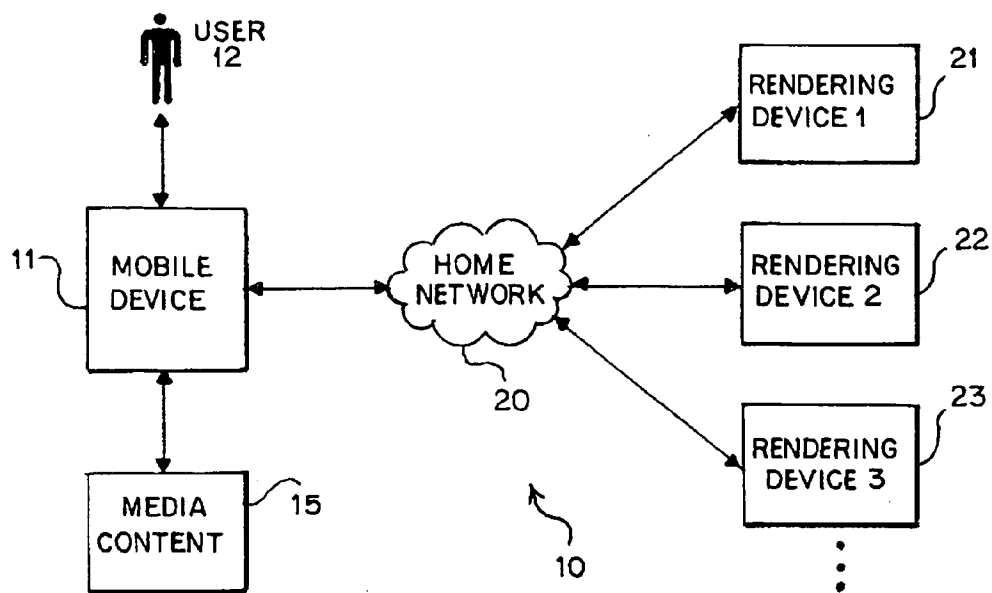 USER
12
11
MOBILE
DEVICE
MEDIA
CONTENT
15
HOME
NETWORK
20
10
RENDERING
DEVICE 1
21
RENDERING
DEVICE 2
22
RENDERING
DEVICE 3
23